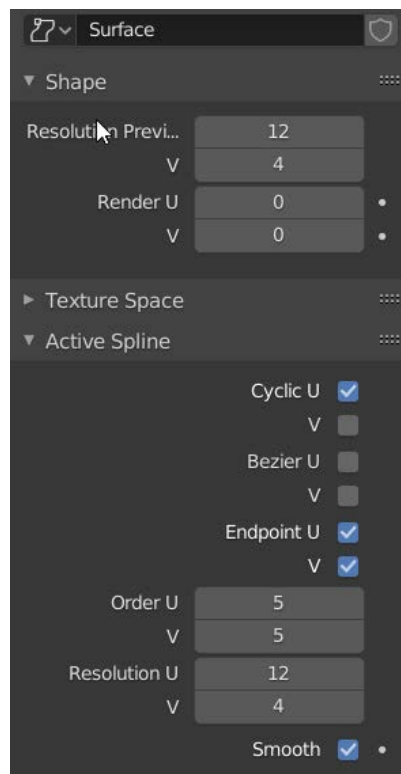 Surface
Shape
Resolution Previ... 12
V 4
Render U 0
V 0
Texture Space
Active Spline
Cyclic U
V
Bezier U
V
Endpoint U
V
Order U 5
V 5
Resolution U 12
V 4
Smooth